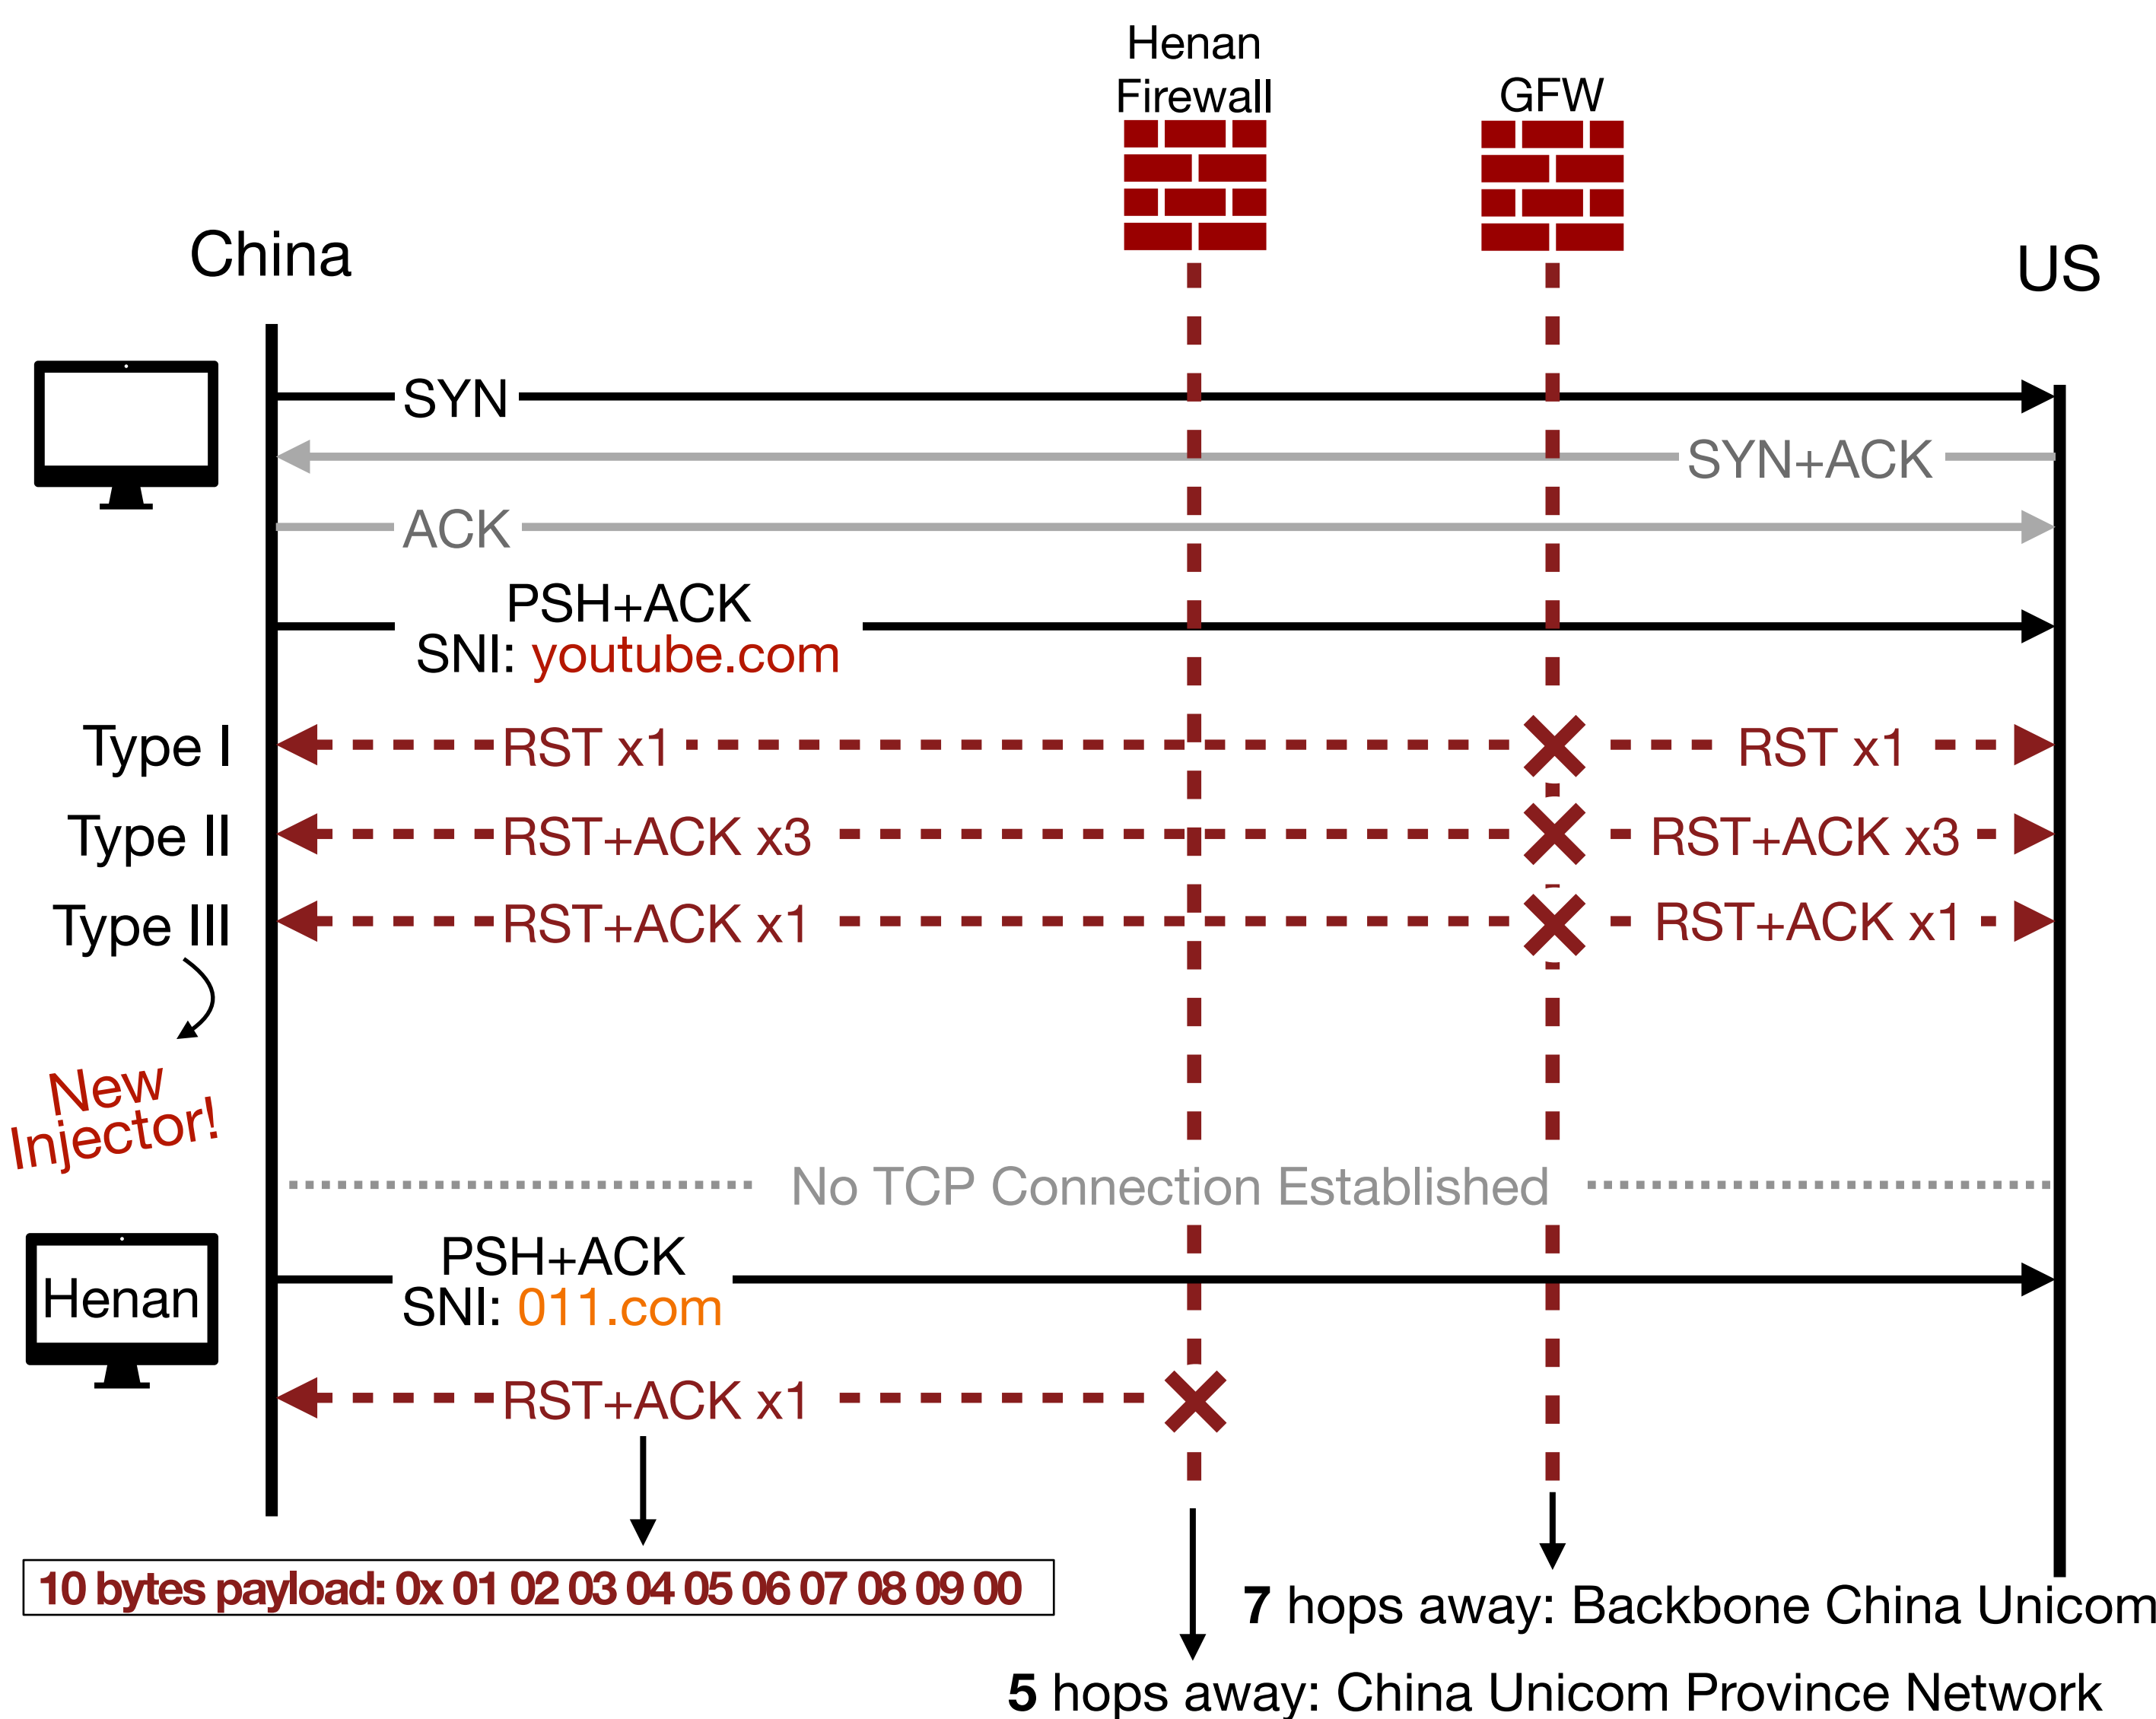 Henan
Firewall
GFW
China
US
SYN
SYN+ACK
ACK
PSH+ACK
SNI: youtube.com
Type I
RST x1
RST x1
Type II
RST+ACK x3
RST+ACK x3
Type III
RST+ACK x1
RST+ACK x1
New
Injector!
No TCP Connection Established
Henan
PSH+ACK
SNI: 011.com
RST+ACK x1
10 bytes payload: 0x 01 02 03 04 05 06 07 08 09 00
7 hops away: Backbone China Unicom
5 hops away: China Unicom Province Network